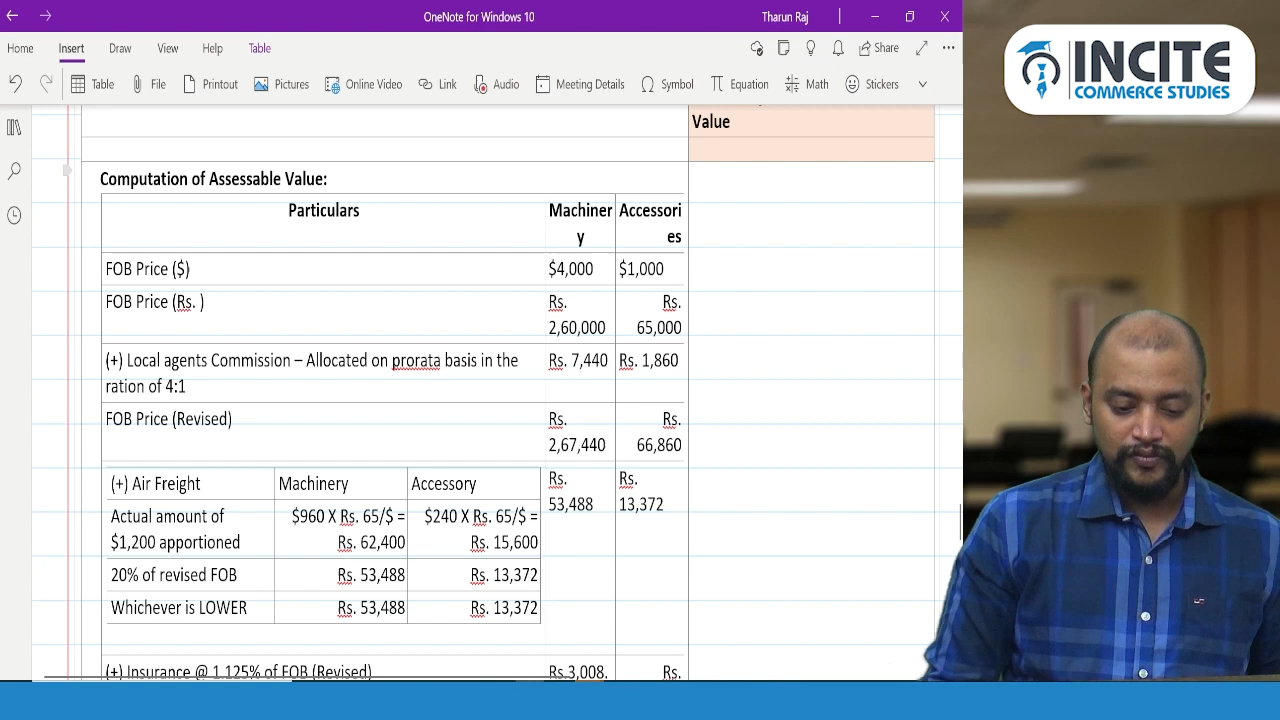 OneNote for Windows 10
Tharun Raj
Home Insert Draw View Help Table
Share
Table File Printout Pictures Online Video Link Audio Meeting Details Symbol Equation Math Stickers
INCITE
COMMERCE STUDIES
Value
Computation of Assessable Value:
Particulars Machiner Accessori
y es
FOB Price ($) $4,000 $1,000
FOB Price (Rs. ) Rs. Rs.
2,60,000 65,000
(+) Local agents Commission – Allocated on prorata basis in the Rs. 7,440 Rs. 1,860
ration of 4:1
FOB Price (Revised) Rs. Rs.
2,67,440 66,860
(+) Air Freight Machinery Accessory Rs. Rs.
53,488 13,372
Actual amount of $960 X Rs. 65/$ = $240 X Rs. 65/$ =
$1,200 apportioned Rs. 62,400 Rs. 15,600
20% of revised FOB Rs. 53,488 Rs. 13,372
Whichever is LOWER Rs. 53,488 Rs. 13,372
(+) Insurance @ 1.125% of FOB (Revised) Rs.3,008. Rs.